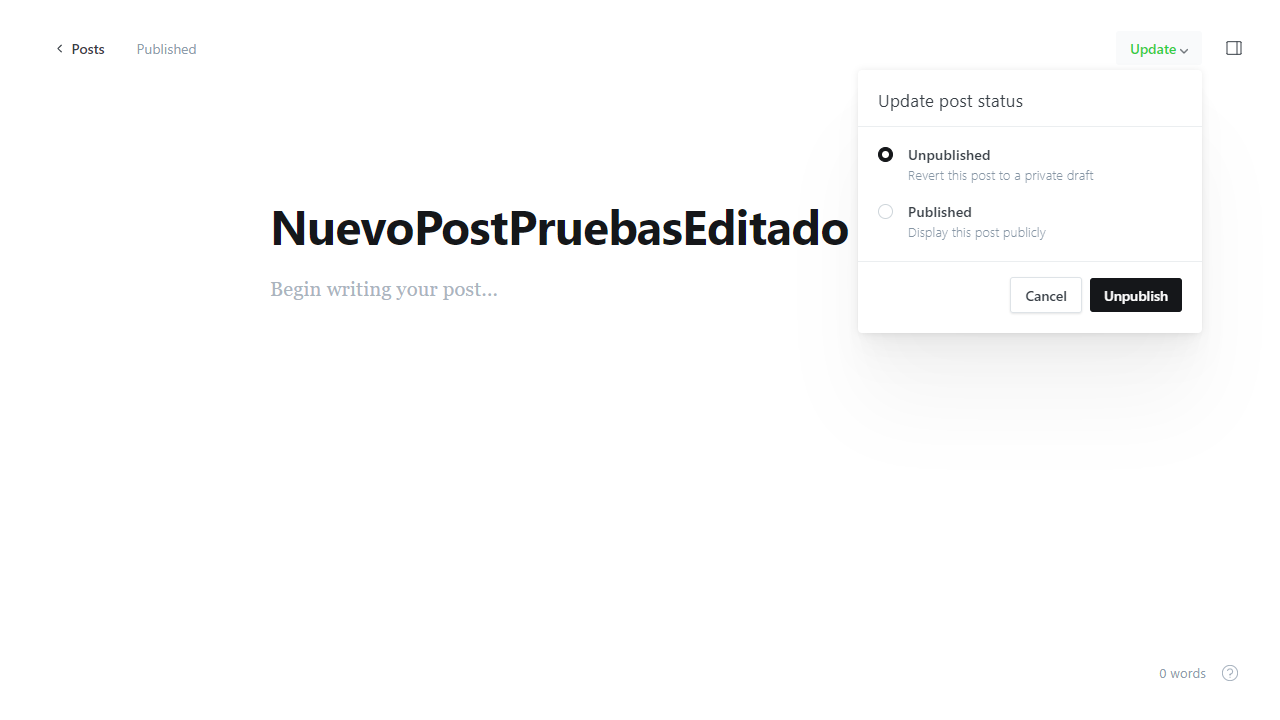 Posts
Published
Update
Update post status
Unpublished
Revert this post to a private draft
Published
Display this post publicly
Cancel
Unpublish
NuevoPostPruebasEditado
Begin writing your post...
0 words
?